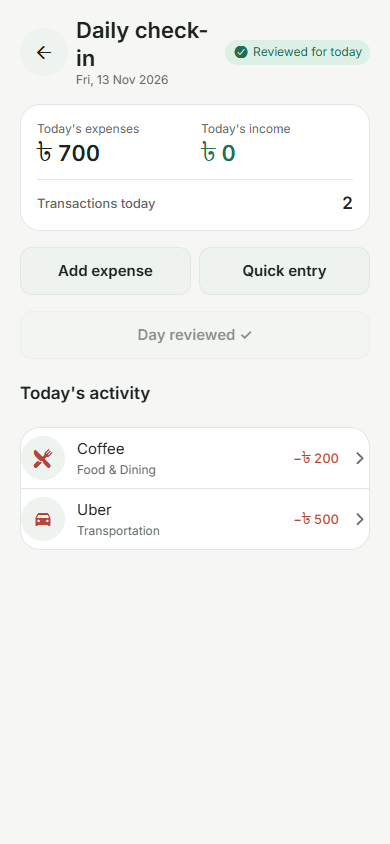 Daily check-
in
Fri, 13 Nov 2026
Reviewed for today
Today's expenses
৳ 700
Today's income
৳ 0
Transactions today
2
Add expense
Quick entry
Day reviewed ✓
Today's activity
Coffee
Food & Dining
−৳ 200
Uber
Transportation
−৳ 500